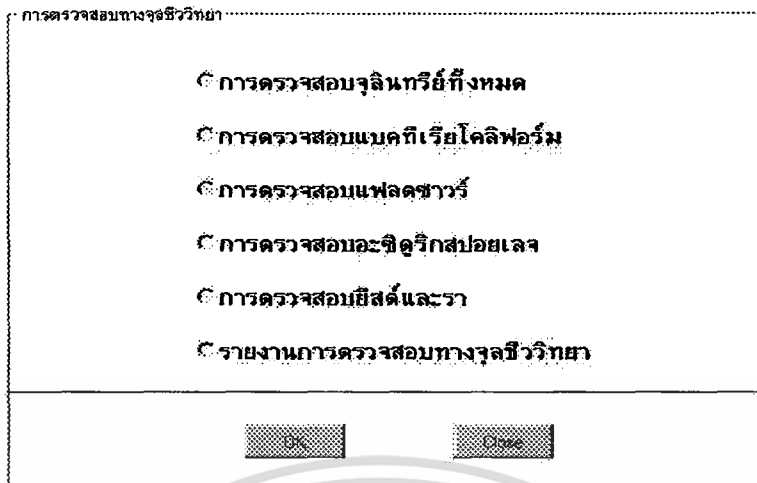 การตรวจสอบทางจุลชีววิทยา
การตรวจสอบจุลินทรีย์ทั้งหมด
การตรวจสอบแบคทีเรียโคลิฟอร์ม
การตรวจสอบแฟลตซาวร์
การตรวจสอบอะซิดูริกสปอยเลจ
การตรวจสอบยีสต์และรา
รายงานการตรวจสอบทางจุลชีววิทยา
OK Close